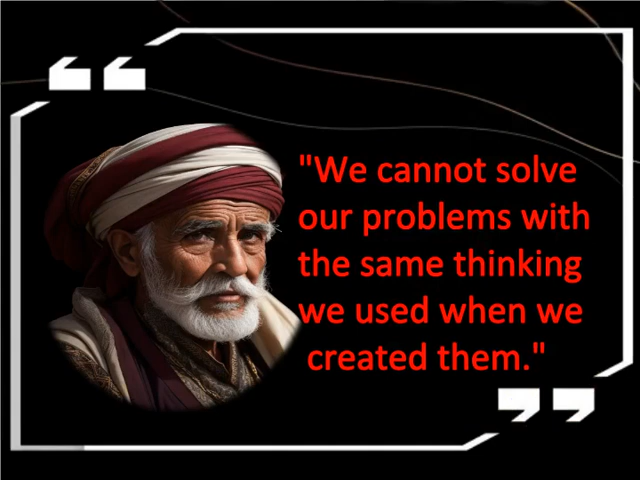 "We cannot solve
our problems with
the same thinking
we used when we
created them."